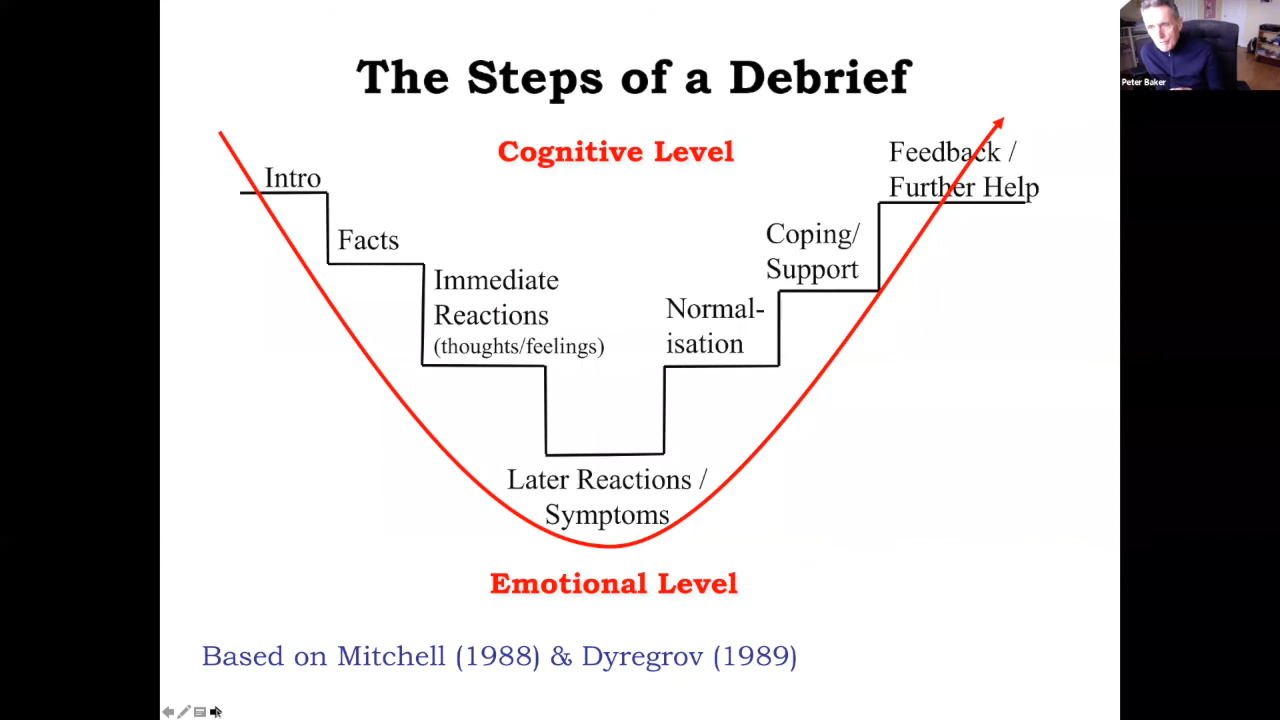 The Steps of a Debrief
Peter Baker
Cognitive Level
Intro
Facts
Immediate
Reactions
(thoughts/feelings)
Later Reactions /
Symptoms
Normal-
isation
Coping/
Support
Feedback /
Further Help
Emotional Level
Based on Mitchell (1988) & Dyregrov (1989)